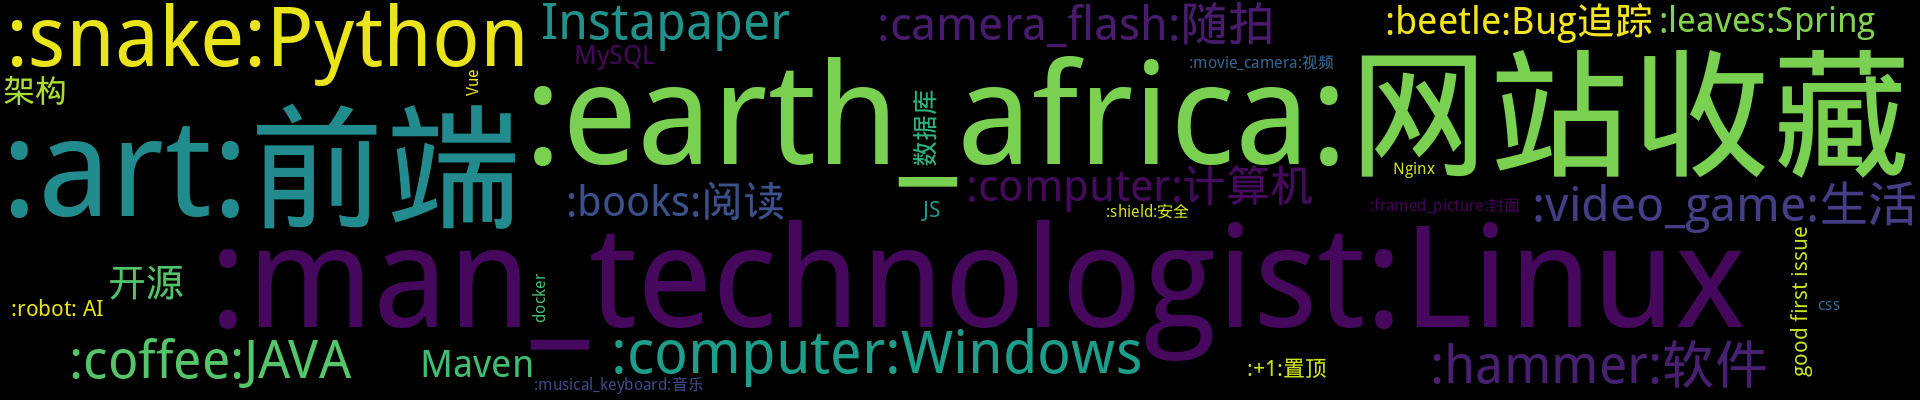 :snake:Python
Instapaper
:camera_flash:随拍
:beetle:Bug追踪
:leaves:Spring
MySQL
:movie_camera:视频
架构
Vue
:earth_africa:网站收藏
数据库
:art:前端
Nginx
:books:阅读
JS
:computer:计算机
:shield:安全
:framed_picture:封面
:video_game:生活
:man_technologist:Linux
开源
docker
good first issue
:robot: AI
css
:coffee:JAVA
Maven
:computer:Windows
:musical_keyboard:音乐
:+1:置顶
:hammer:软件